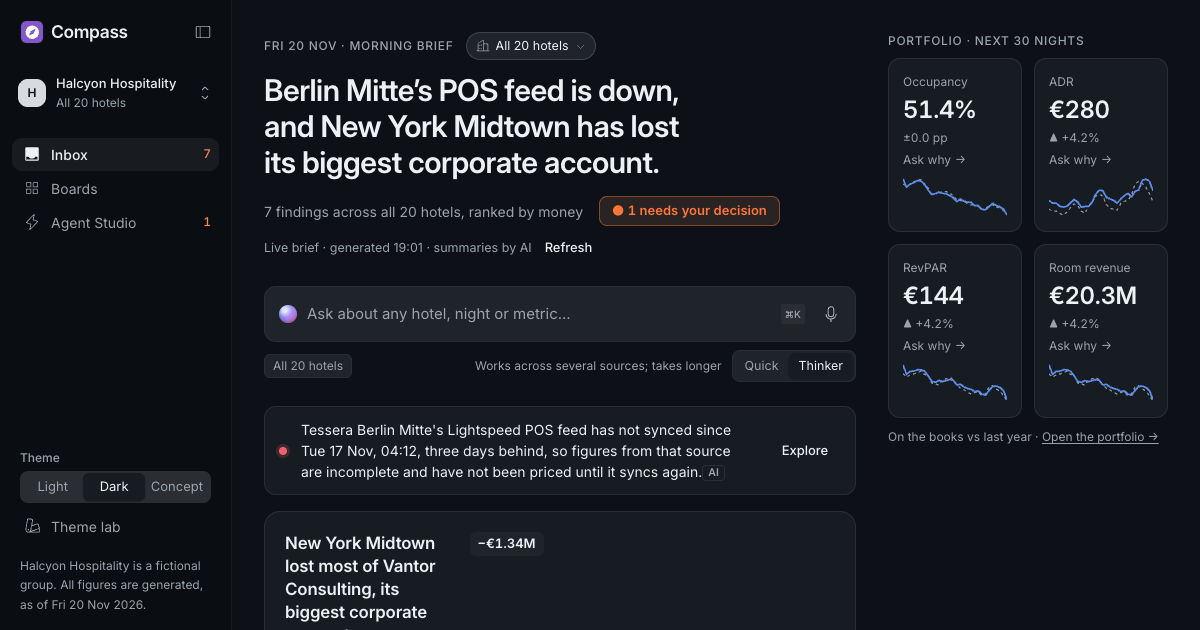 Compass
H
Halcyon Hospitality
All 20 hotels
Inbox 7
Boards
Agent Studio 1
Theme
Light Dark Concept
Theme lab
Halcyon Hospitality is a fictional
group. All figures are generated,
as of Fri 20 Nov 2026.
FRI 20 NOV · MORNING BRIEF All 20 hotels
Berlin Mitte’s POS feed is down,
and New York Midtown has lost
its biggest corporate account.
7 findings across all 20 hotels, ranked by money 1 needs your decision
Live brief · generated 19:01 · summaries by AI Refresh
Ask about any hotel, night or metric... ⌘K
All 20 hotels Works across several sources; takes longer Quick Thinker
Tessera Berlin Mitte's Lightspeed POS feed has not synced since
Tue 17 Nov, 04:12, three days behind, so figures from that source
are incomplete and have not been priced until it syncs again. AI
Explore
New York Midtown −€1.34M
lost most of Vantor
Consulting, its
biggest corporate
PORTFOLIO · NEXT 30 NIGHTS
Occupancy
51.4%
±0.0 pp
Ask why →
ADR
€280
▲ +4.2%
Ask why →
RevPAR
€144
▲ +4.2%
Ask why →
Room revenue
€20.3M
▲ +4.2%
Ask why →
On the books vs last year · Open the portfolio →